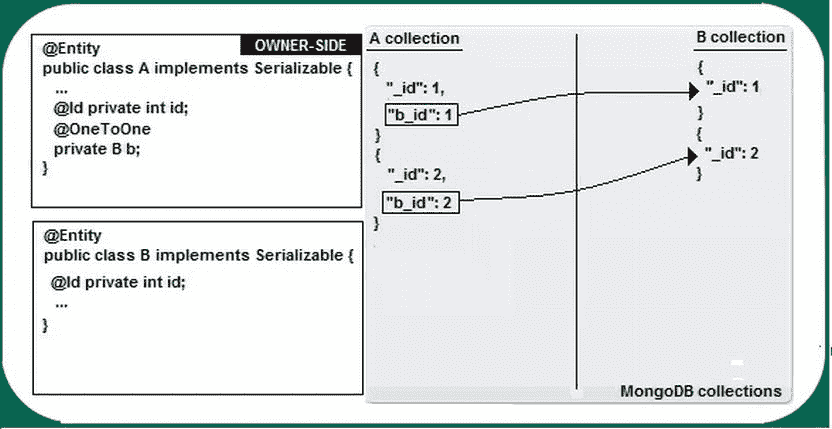 @Entity
OWNER-SIDE
public class A implements Serializable {
...
@Id private int id;
@OneToOne
private B b;
}
@Entity
public class B implements Serializable {
@Id private int id;
...
}
A collection
{
"_id": 1,
"b_id": 1
}
{
"_id": 2,
"b_id": 2
}
B collection
{
"_id": 1
}
{
"_id": 2
}
MongoDB collections